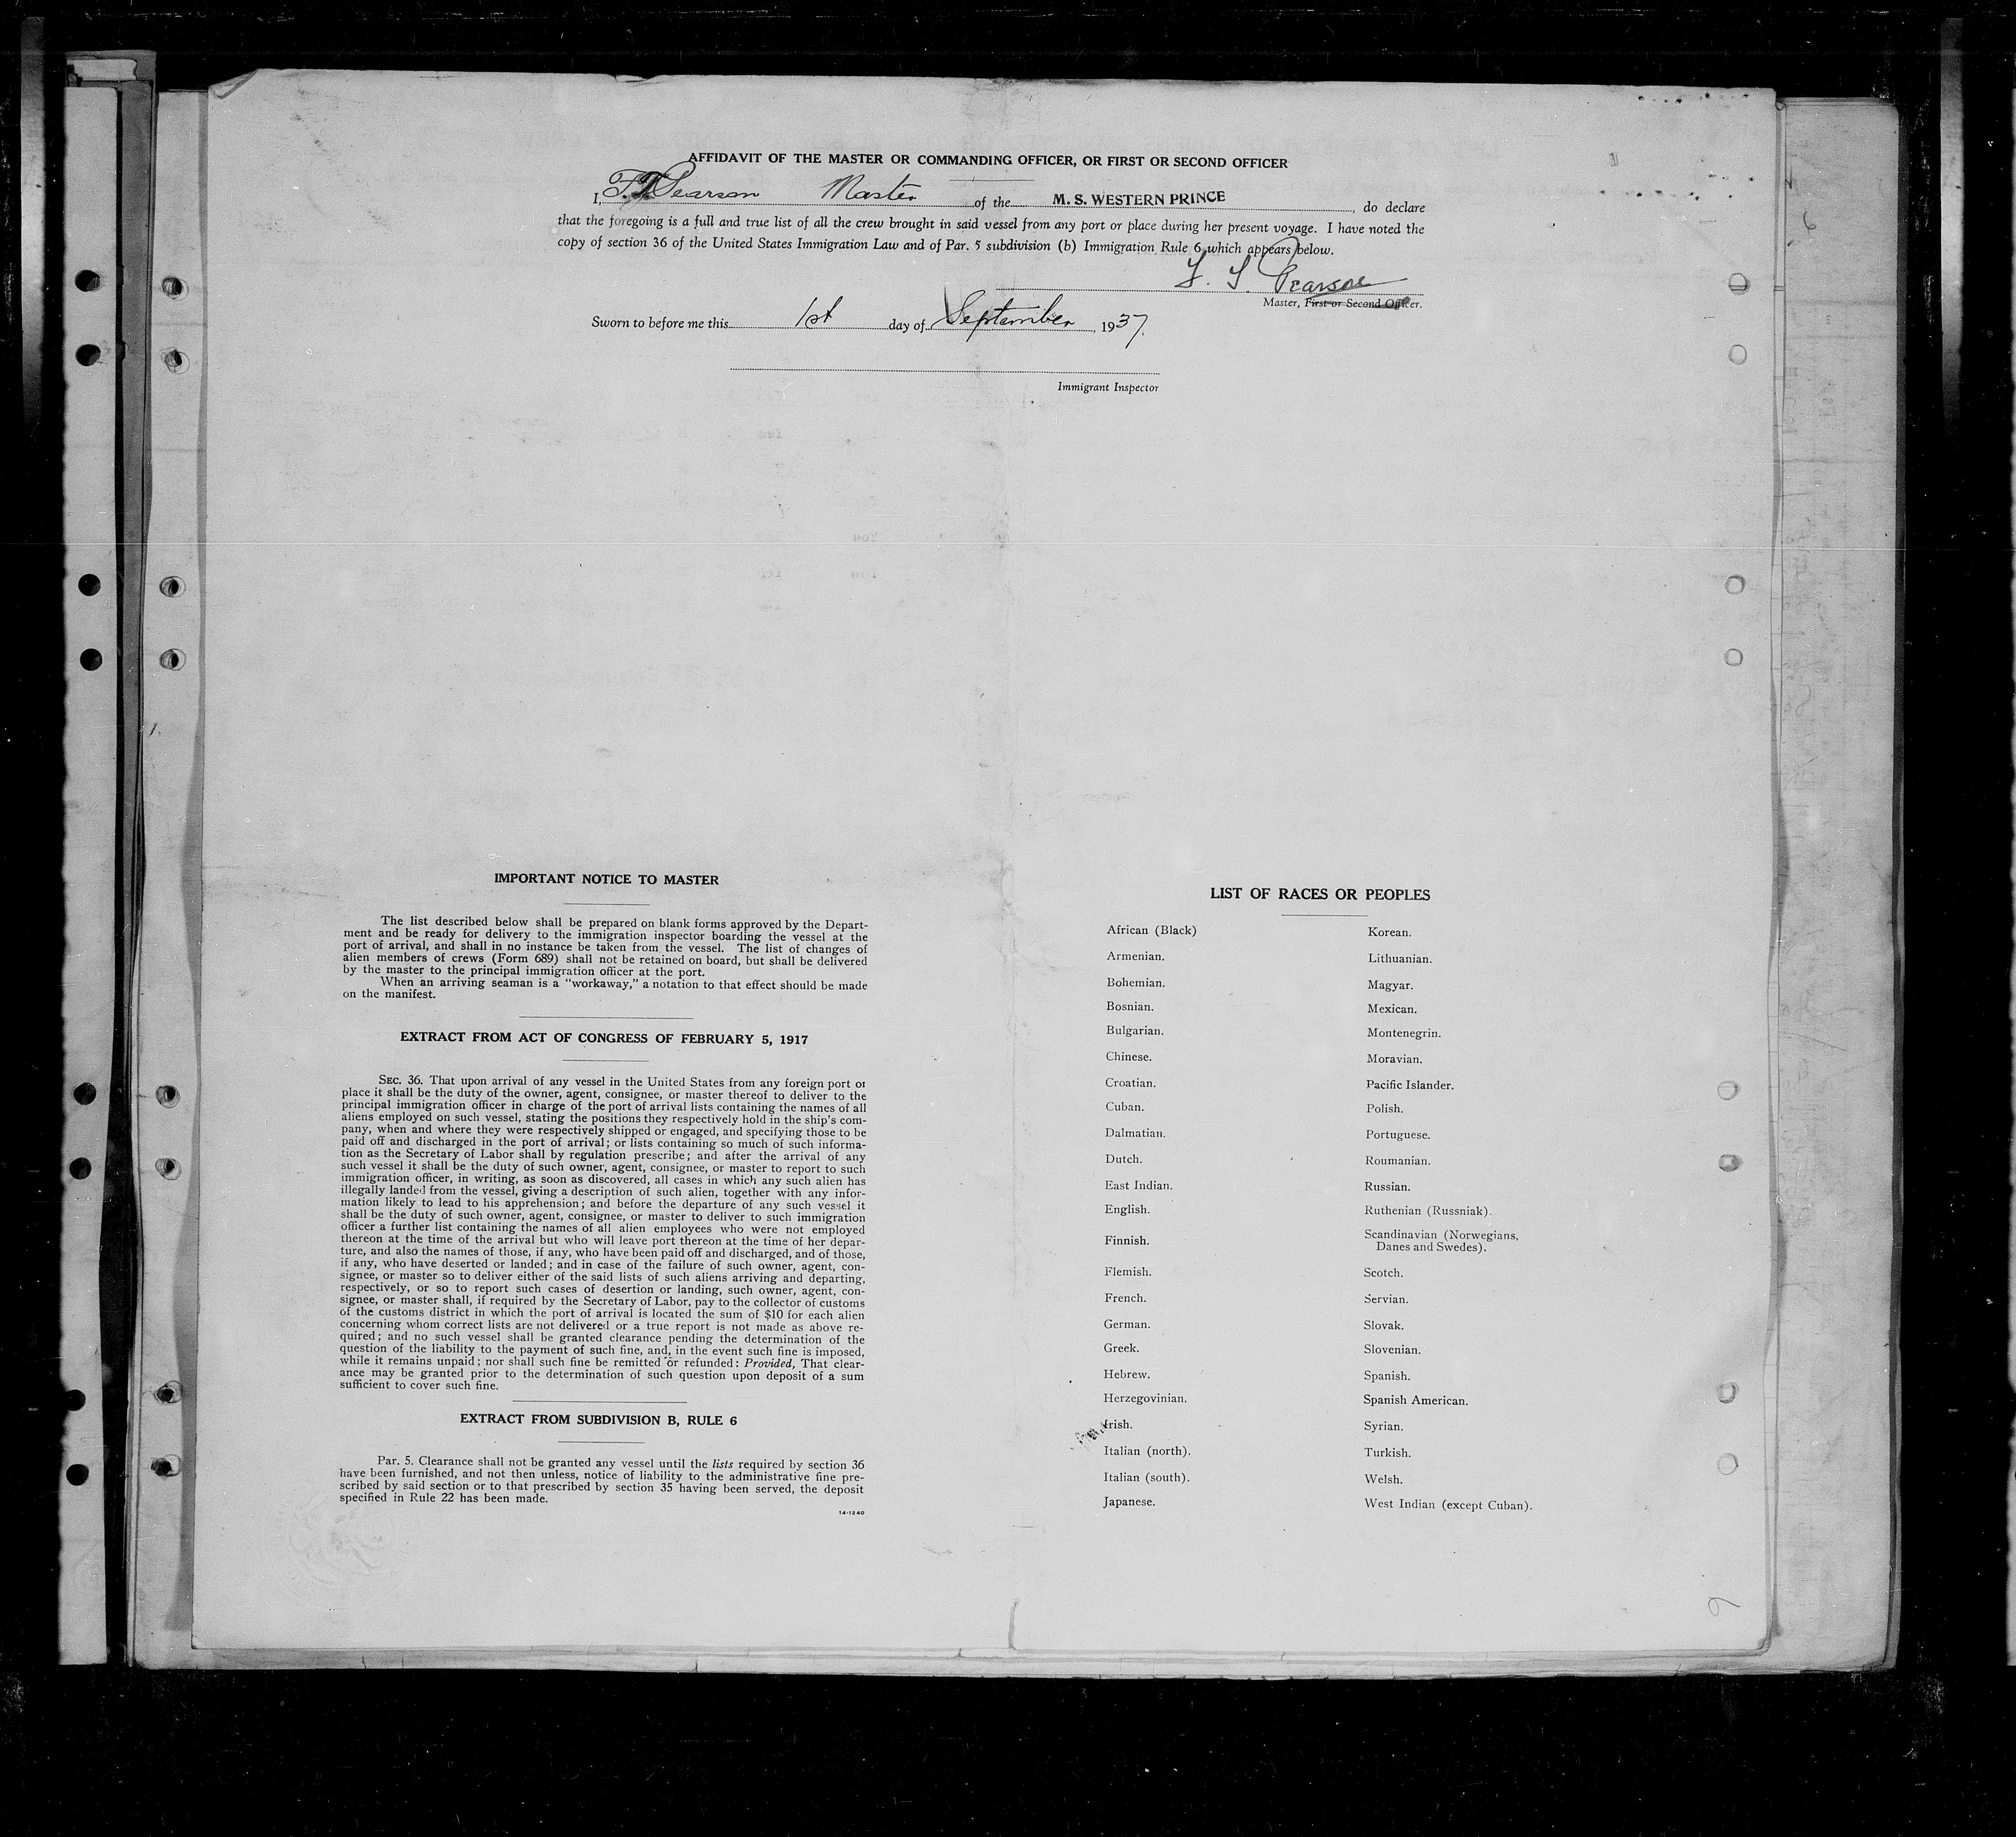 AFFIDAVIT OF THE MASTER OR COMMANDING OFFICER, OR FIRST OR SECOND OFFICER
I, Pearson Master of the M. S. WESTERN PRINCE, do declare
that the foregoing is a full and true list of all the crew brought in said vessel from any port or place during her present voyage. I have noted the
copy of section 36 of the United States Immigration Law and of Par. 5 subdivision (b) Immigration Rule 6, which appears below.
Pearson
Master, First or Second Officer.
Sworn to before me this 1st day of September, 1937.
Immigrant Inspector
IMPORTANT NOTICE TO MASTER
The list described below shall be prepared on blank forms approved by the Depart-
ment and be ready for delivery to the immigration inspector boarding the vessel at the
port of arrival, and shall in no instance be taken from the vessel. The list of changes of
alien members of crews (Form 689) shall not be retained on board, but shall be delivered
by the master to the principal immigration officer at the port.
When an arriving seaman is a "workaway," a notation to that effect should be made
on the manifest.
EXTRACT FROM ACT OF CONGRESS OF FEBRUARY 5, 1917
SEC. 36. That upon arrival of any vessel in the United States from any foreign port or
place it shall be the duty of the owner, agent, consignee, or master thereof to deliver to the
principal immigration officer in charge of the port of arrival lists containing the names of all
aliens employed on such vessel, stating the positions they respectively hold in the ship's com-
pany, when and where they were respectively shipped or engaged, and specifying those to be
paid off and discharged in the port of arrival; or lists containing so much of such informa-
tion as the Secretary of Labor shall by regulation prescribe; and after the arrival of any
such vessel it shall be the duty of such owner, agent, consignee, or master to report to such
immigration officer, in writing, as soon as discovered, all cases in which any such alien has
illegally landed from the vessel, giving a description of such alien, together with any infor-
mation likely to lead to his apprehension; and before the departure of any such vessel it
shall be the duty of such owner, agent, consignee, or master to deliver to such immigration
officer a further list containing the names of all alien employees who were not employed
thereon at the time of the arrival but who will leave port thereon at the time of her depar-
ture, and also the names of those, if any, who have been paid off and discharged, and of those,
if any, who have deserted or landed; and in case of the failure of such owner, agent, con-
signee, or master so to deliver either of the said lists of such aliens arriving and departing,
respectively, or so to report such cases of desertion or landing, such owner, agent, con-
signee, or master shall, if required by the Secretary of Labor, pay to the collector of customs
of the customs district in which the port of arrival is located the sum of $10 for each alien
concerning whom correct lists are not delivered or a true report is not made as above re-
quired; and no such vessel shall be granted clearance pending the determination of the
question of the liability to the payment of such fine, and, in the event such fine is imposed,
while it remains unpaid; nor shall such fine be remitted or refunded: Provided, That clear-
ance may be granted prior to the determination of such question upon deposit of a sum
sufficient to cover such fine.
EXTRACT FROM SUBDIVISION B, RULE 6
Par. 5. Clearance shall not be granted any vessel until the lists required by section 36
have been furnished, and not then unless, notice of liability to the administrative fine pre-
scribed by said section or to that prescribed by section 35 having been served, the deposit
specified in Rule 22 has been made.
14-1240
LIST OF RACES OR PEOPLES
African (Black)
Armenian.
Bohemian.
Bosnian.
Bulgarian.
Chinese.
Croatian.
Cuban.
Dalmatian.
Dutch.
East Indian.
English.
Finnish.
Flemish.
French.
German.
Greek.
Hebrew.
Herzegovinian.
Irish.
Italian (north).
Italian (south).
Japanese.
Korean.
Lithuanian.
Magyar.
Mexican.
Montenegrin.
Moravian.
Pacific Islander.
Polish.
Portuguese.
Roumanian.
Russian.
Ruthenian (Russniak).
Scandinavian (Norwegians,
Danes and Swedes).
Scotch.
Servian.
Slovak.
Slovenian.
Spanish.
Spanish American.
Syrian.
Turkish.
Welsh.
West Indian (except Cuban).